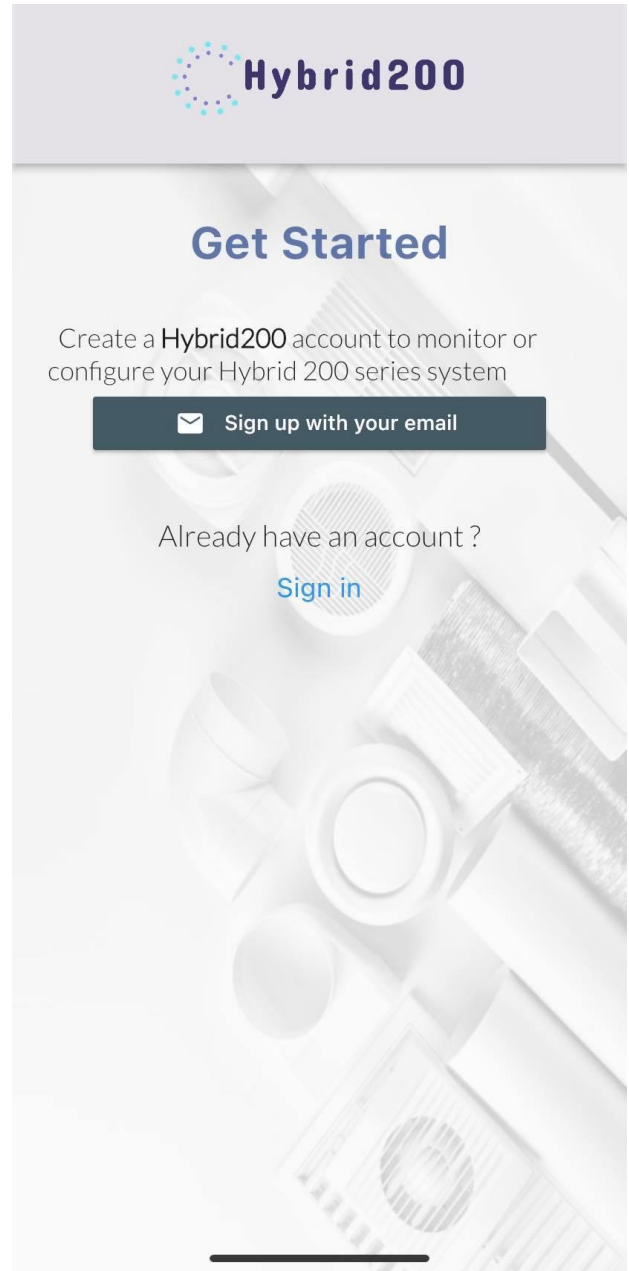 Hybrid200
Get Started
Create a Hybrid200 account to monitor or
configure your Hybrid 200 series system
Sign up with your email
Already have an account ?
Sign in